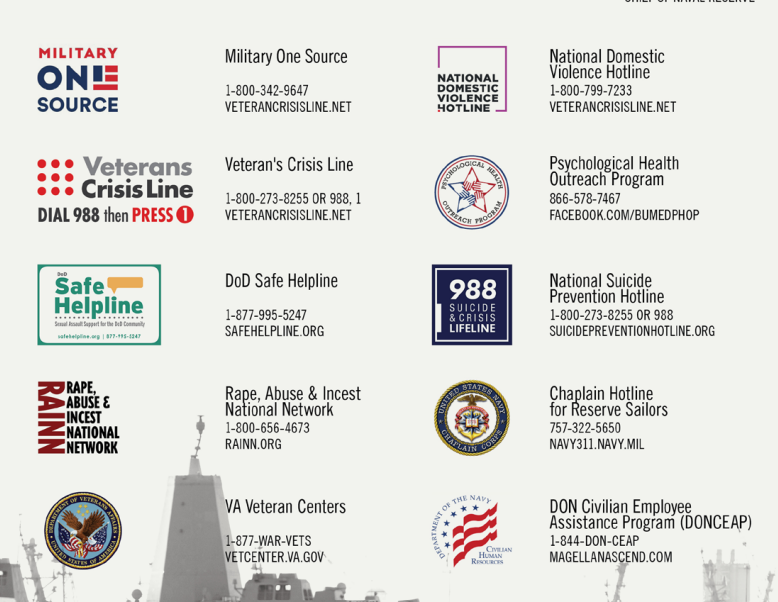 CHIEF OF NAVAL RESERVE
MILITARY
ONE
SOURCE
Military One Source
1-800-342-9647
VETERANCRISISLINE.NET
NATIONAL
DOMESTIC
VIOLENCE
HOTLINE
National Domestic
Violence Hotline
1-800-799-7233
VETERANCRISISLINE.NET
Veterans
Crisis Line
DIAL 988 then PRESS 1
Veteran's Crisis Line
1-800-273-8255 OR 988, 1
VETERANCRISISLINE.NET
PSYCHOLOGICAL HEALTH
OUTREACH PROGRAM
Psychological Health
Outreach Program
866-578-7467
FACEBOOK.COM/BUMEDPHOP
DoD
Safe
Helpline
Sexual Assault Support for the DoD Community
safehelpline.org | 877-995-5247
DoD Safe Helpline
1-877-995-5247
SAFEHELPLINE.ORG
988
SUICIDE
& CRISIS
LIFELINE
National Suicide
Prevention Hotline
1-800-273-8255 OR 988
SUICIDEPREVENTIONHOTLINE.ORG
RAINN
RAPE,
ABUSE &
INCEST
NATIONAL
NETWORK
Rape, Abuse & Incest
National Network
1-800-656-4673
RAINN.ORG
UNITED STATES NAVY
CHAPLAIN CORPS
Chaplain Hotline
for Reserve Sailors
757-322-5650
NAVY311.NAVY.MIL
DEPARTMENT OF VETERANS AFFAIRS
UNITED STATES OF AMERICA
VA Veteran Centers
1-877-WAR-VETS
VETCENTER.VA.GOV
DEPARTMENT OF THE NAVY
CIVILIAN
HUMAN
RESOURCES
DON Civilian Employee
Assistance Program (DONCEAP)
1-844-DON-CEAP
MAGELLANASCEND.COM